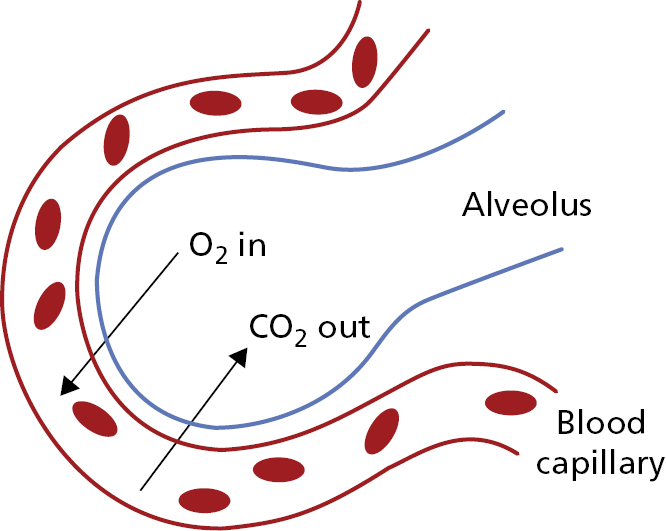 Alveolus
O₂ in
CO₂ out
Blood
capillary